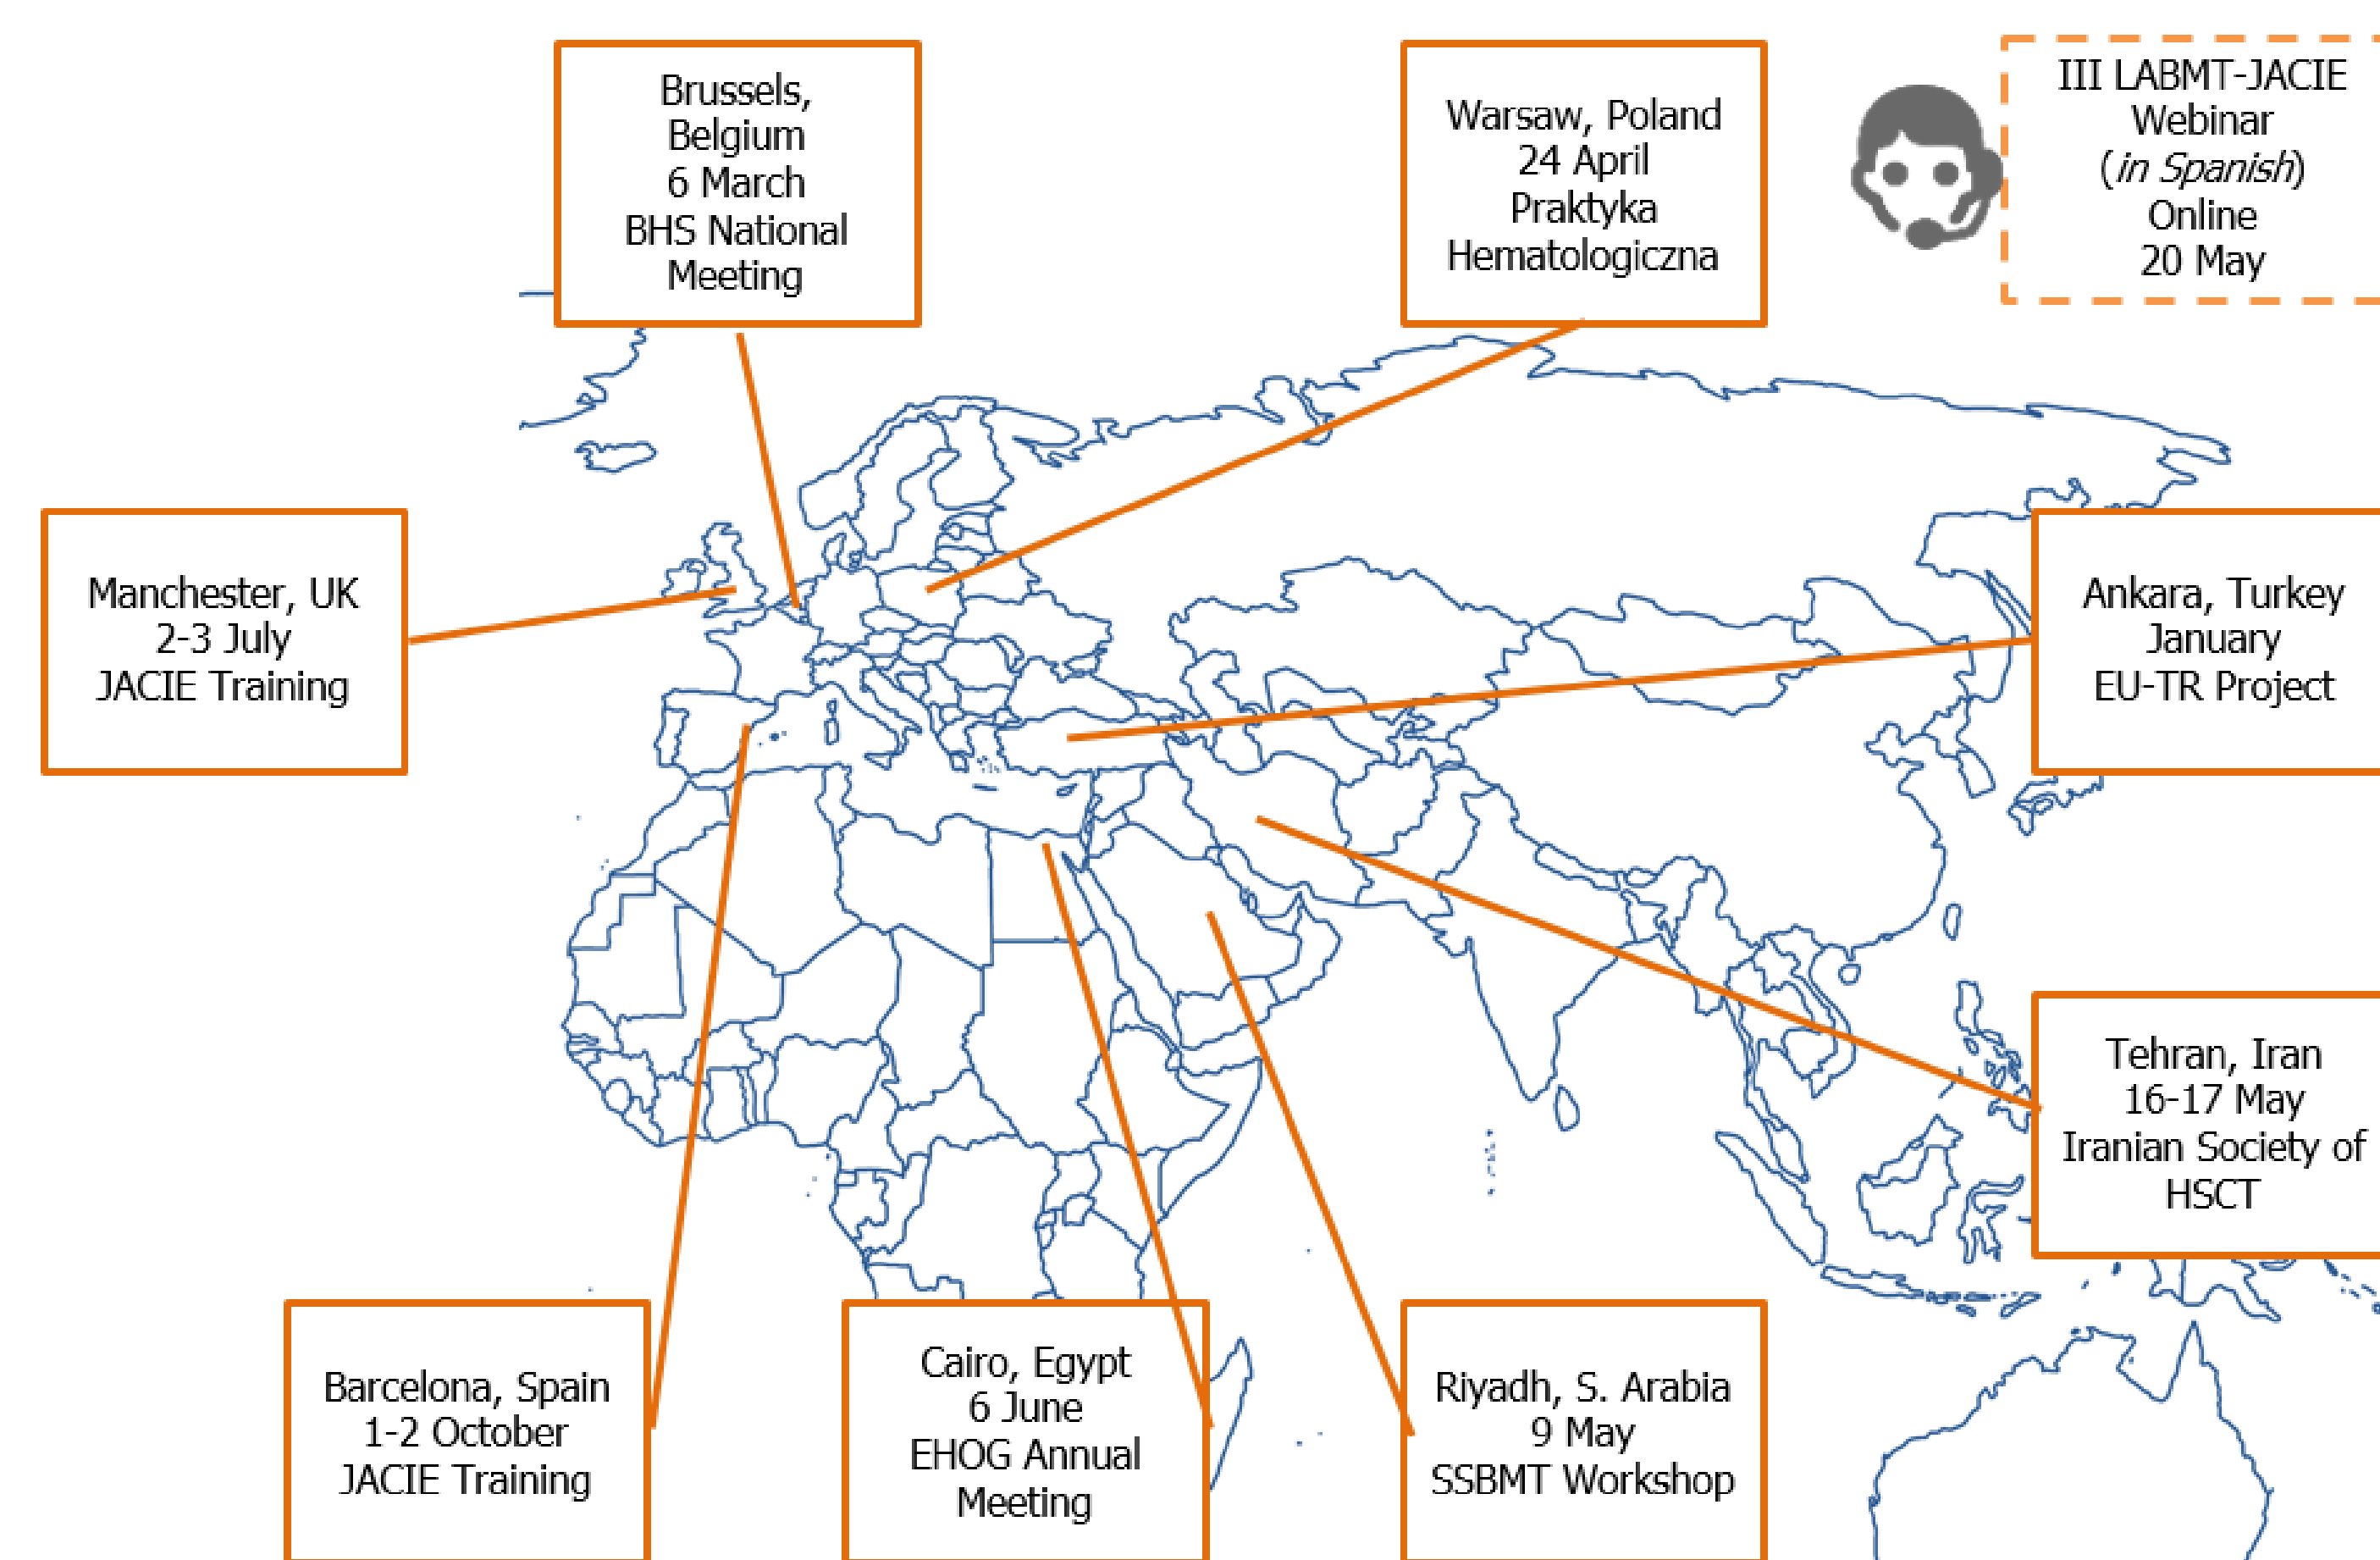 Brussels,
Belgium
6 March
BHS National
Meeting
Warsaw, Poland
24 April
Praktyka
Hematologiczna
III LABMT-JACIE
Webinar
(in Spanish)
Online
20 May
Manchester, UK
2-3 July
JACIE Training
Ankara, Turkey
January
EU-TR Project
Tehran, Iran
16-17 May
Iranian Society of
HSCT
Barcelona, Spain
1-2 October
JACIE Training
Cairo, Egypt
6 June
EHOG Annual
Meeting
Riyadh, S. Arabia
9 May
SSBMT Workshop